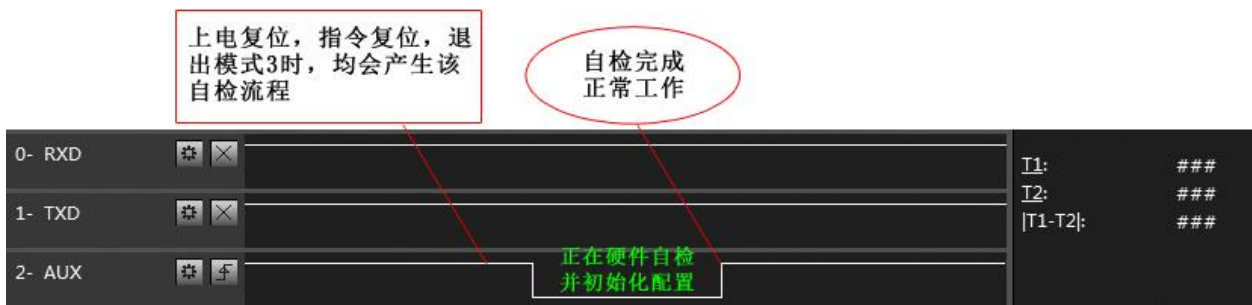 上电复位，指令复位，退
出模式3时，均会产生该
自检流程
自检完成
正常工作
0- RXD
T1: ###
T2: ###
1- TXD
|T1-T2|: ###
正在硬件自检
2- AUX
并初始化配置